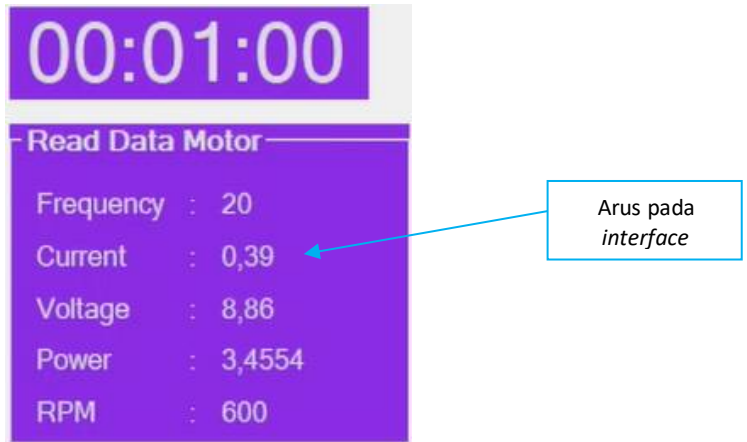 00:01:00
Read Data Motor
Frequency : 20
Current : 0,39
Voltage : 8,86
Power : 3,4554
RPM : 600
Arus pada
interface